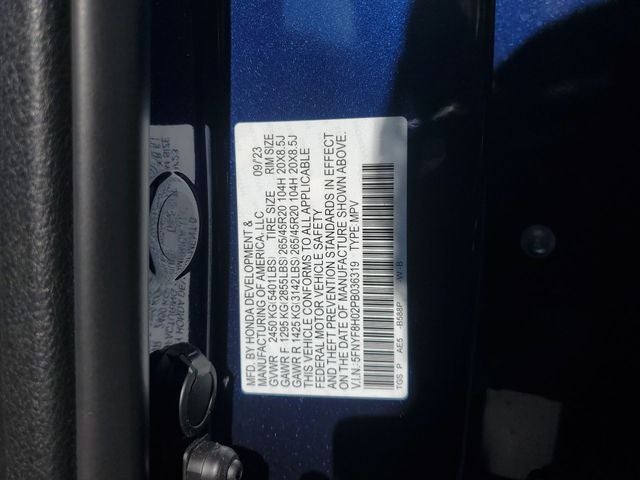 MFD. BY HONDA DEVELOPMENT & 09/23
MANUFACTURING OF AMERICA, LLC
TIRE SIZE RIM SIZE
GVWR 2450 KG(5401LBS)
GAWR F 1295 KG(2855LBS) 265/45R20 104H 20X8.5J
GAWR R 1422 KG(3142LBS) 265/45R20 104H 20X8.5J
THIS VEHICLE CONFORMS TO ALL APPLICABLE
FEDERAL MOTOR VEHICLE SAFETY
AND THEFT PREVENTION STANDARDS IN EFFECT
ON THE DATE OF MANUFACTURE SHOWN ABOVE.
V.I.N. 5FNYF8H02PB036319 TYPE:MPV
TGS P AE5 -B588P -W -B